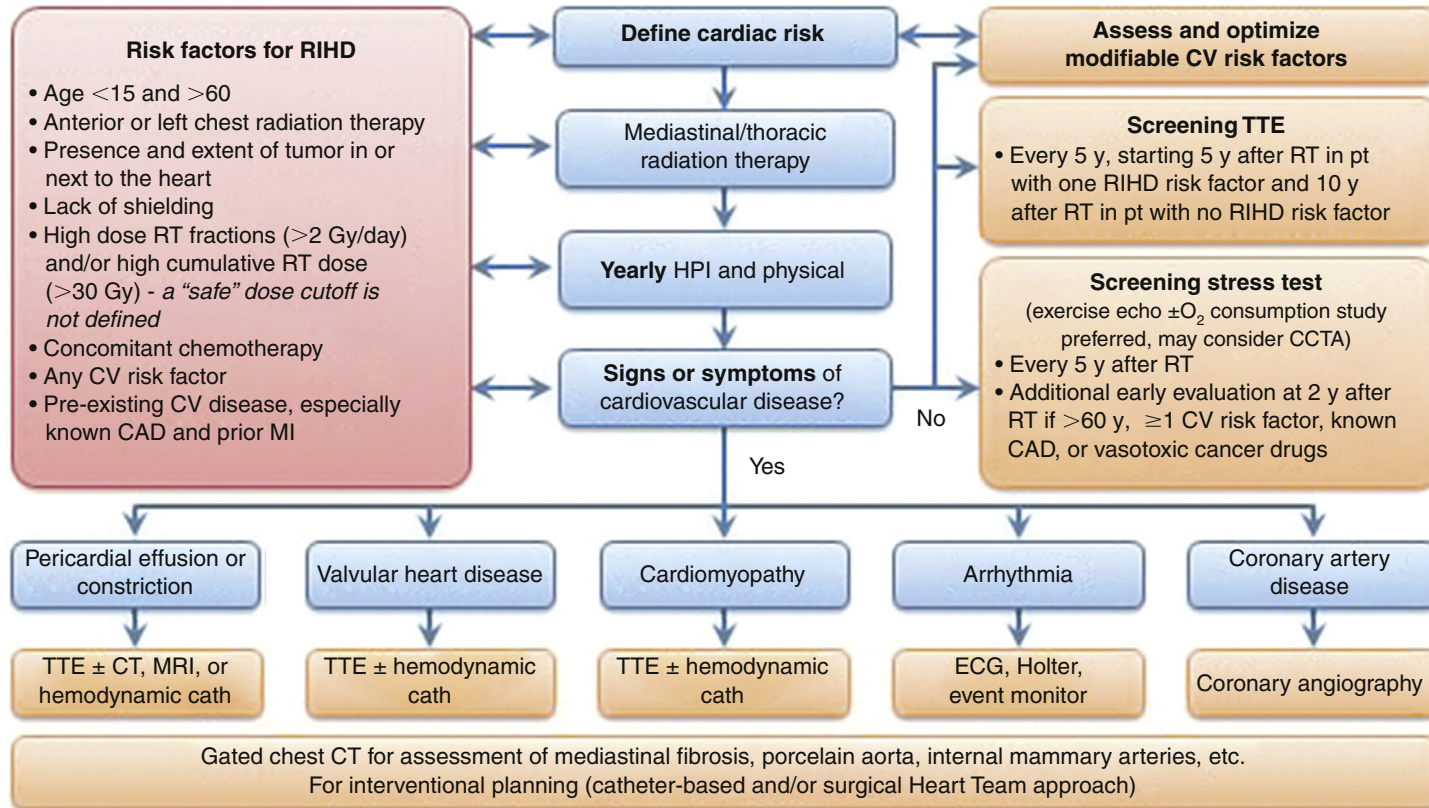 Risk factors for RIHD
• Age <15 and >60
• Anterior or left chest radiation therapy
• Presence and extent of tumor in or
next to the heart
• Lack of shielding
• High dose RT fractions (>2 Gy/day)
and/or high cumulative RT dose
(>30 Gy) - a “safe” dose cutoff is
not defined
• Concomitant chemotherapy
• Any CV risk factor
• Pre-existing CV disease, especially
known CAD and prior MI
Define cardiac risk
Mediastinal/thoracic
radiation therapy
Yearly HPI and physical
Signs or symptoms of
cardiovascular disease?
No
Yes
Assess and optimize
modifiable CV risk factors
Screening TTE
• Every 5 y, starting 5 y after RT in pt
with one RIHD risk factor and 10 y
after RT in pt with no RIHD risk factor
Screening stress test
(exercise echo ±O₂ consumption study
preferred, may consider CCTA)
• Every 5 y after RT
• Additional early evaluation at 2 y after
RT if >60 y, ≥1 CV risk factor, known
CAD, or vasotoxic cancer drugs
Pericardial effusion or
constriction
Valvular heart disease
Cardiomyopathy
Arrhythmia
Coronary artery
disease
TTE ± CT, MRI, or
hemodynamic cath
TTE ± hemodynamic
cath
TTE ± hemodynamic
cath
ECG, Holter,
event monitor
Coronary angiography
Gated chest CT for assessment of mediastinal fibrosis, porcelain aorta, internal mammary arteries, etc.
For interventional planning (catheter-based and/or surgical Heart Team approach)